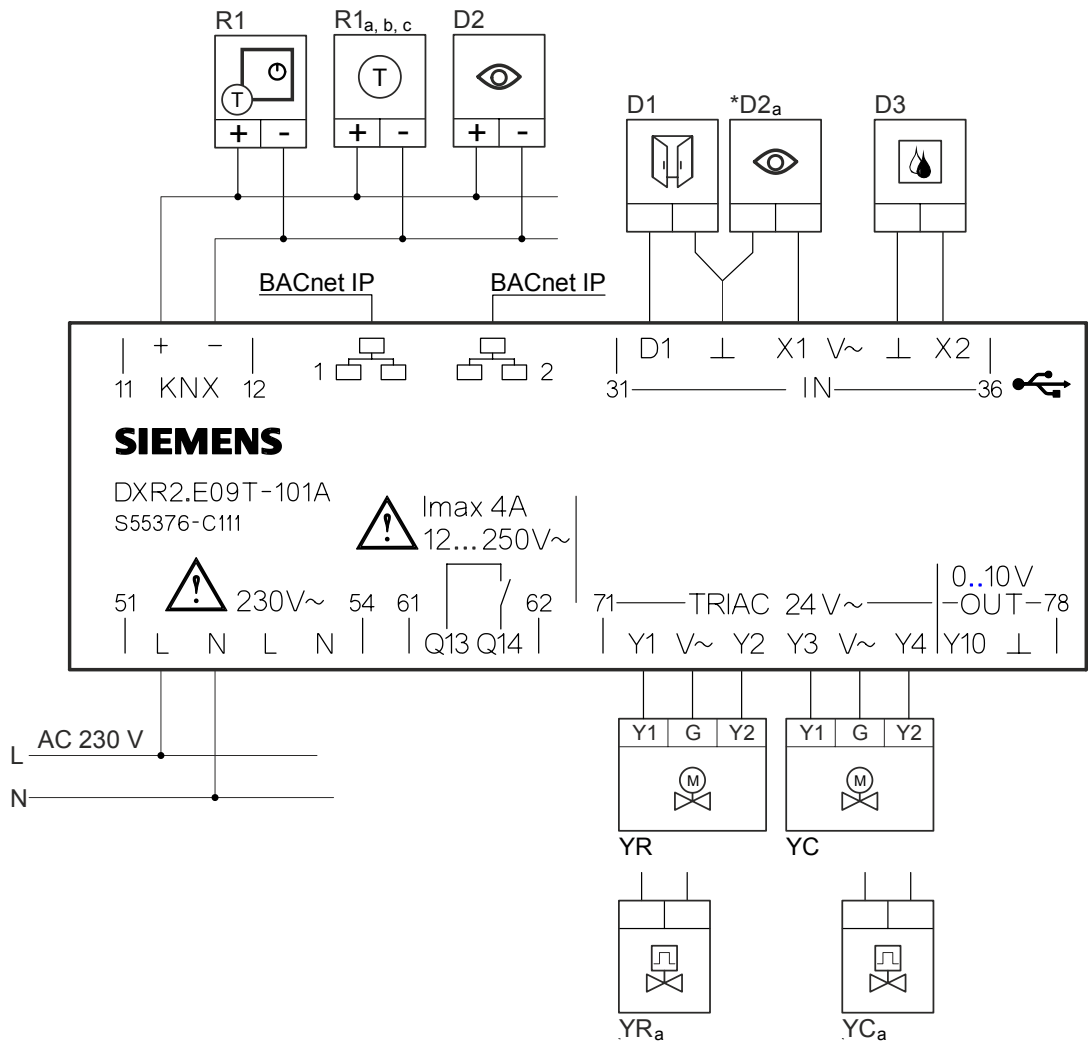 R1 R1a, b, c D2
T T
+ - + - + -
D1 *D2a D3
BACnet IP BACnet IP
+ - D1 ⊥ X1 V~ ⊥ X2
11 KNX 12 1 2 31 IN 36
SIEMENS
DXR2.E09T-101A
S55376-C111
! Imax 4A
12...250V~
! 0..10V
51 230V~ 54 61 62 71 TRIAC 24V~ OUT 78
L N L N Q13 Q14 Y1 V~ Y2 Y3 V~ Y4 Y10 ⊥
Y1 G Y2 Y1 G Y2
L AC 230 V
M M
N
YR YC
YRa YCa